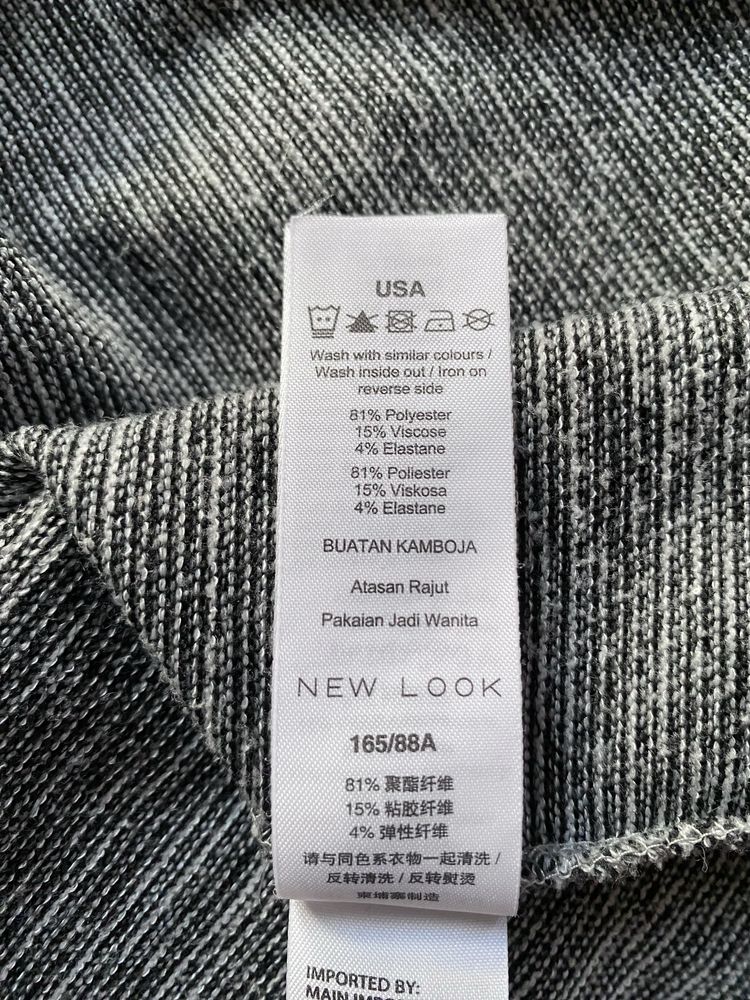 USA
Wash with similar colours /
Wash inside out / Iron on
reverse side
81% Polyester
15% Viscose
4% Elastane
81% Poliester
15% Viskosa
4% Elastane
BUATAN KAMBOJA
Atasan Rajut
Pakaian Jadi Wanita
NEW LOOK
165/88A
81% 聚酯纤维
15% 粘胶纤维
4% 弹性纤维
请与同色系衣物一起清洗 /
反转清洗 / 反转熨烫
柬埔寨制造
IMPORTED BY:
MAIN